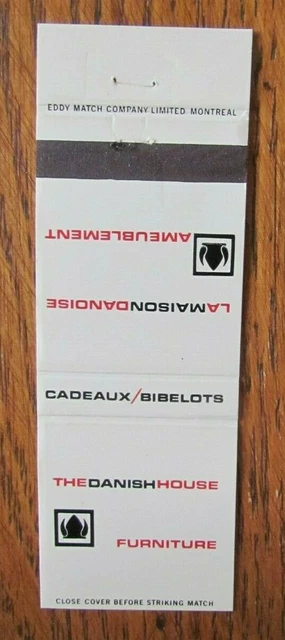 EDDY MATCH COMPANY LIMITED MONTREAL
AMEUBLEMENT
LAMAISONDANOISE
CADEAUX/BIBELOTS
THEDANISHHOUSE
FURNITURE
CLOSE COVER BEFORE STRIKING MATCH